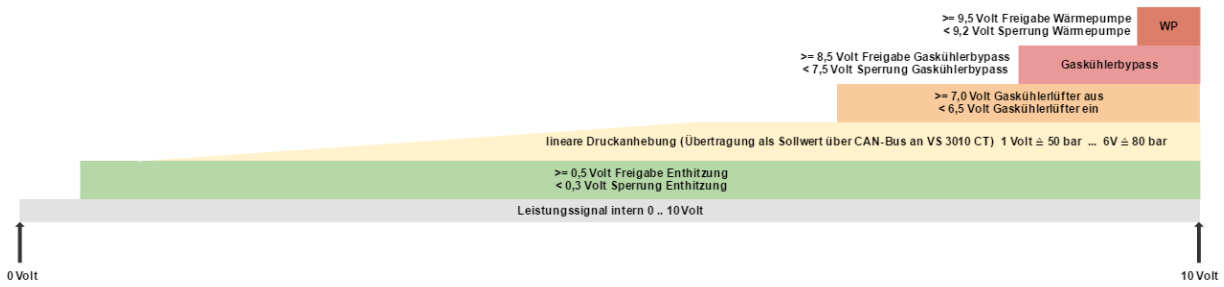 >= 9,5 Volt Freigabe Wärmepumpe
< 9,2 Volt Sperrung Wärmepumpe
WP
>= 8,5 Volt Freigabe Gaskühlerbypass
< 7,5 Volt Sperrung Gaskühlerbypass
Gaskühlerbypass
>= 7,0 Volt Gaskühlerlüfter aus
< 6,5 Volt Gaskühlerlüfter ein
lineare Druckanhebung (Übertragung als Sollwert über CAN-Bus an VS 3010 CT) 1 Volt ≙ 50 bar ... 6V ≙ 80 bar
>= 0,5 Volt Freigabe Enthitzung
< 0,3 Volt Sperrung Enthitzung
Leistungssignal intern 0 .. 10 Volt
0 Volt
10 Volt